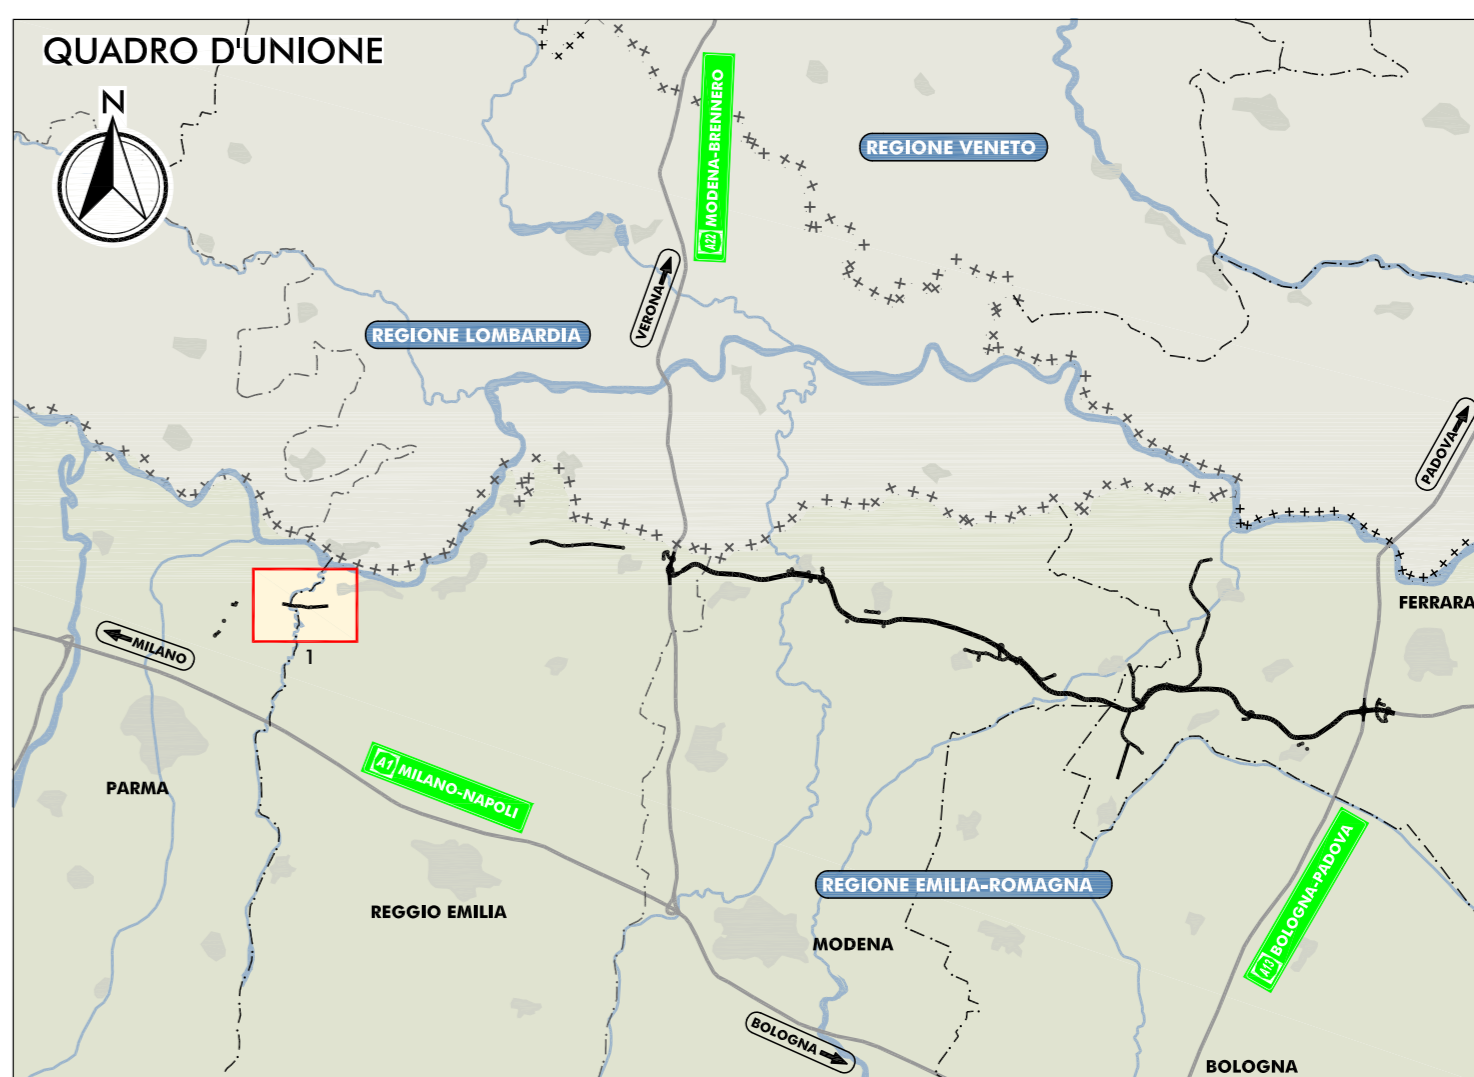 QUADRO D'UNIONE
N
A22 MODENA-BRENNERO
REGIONE VENETO
VERONA
REGIONE LOMBARDIA
PADOVA
FERRARA
MILANO
1
PARMA
A1 MILANO-NAPOLI
REGIONE EMILIA-ROMAGNA
A13 BOLOGNA-PADOVA
REGGIO EMILIA
MODENA
BOLOGNA
BOLOGNA